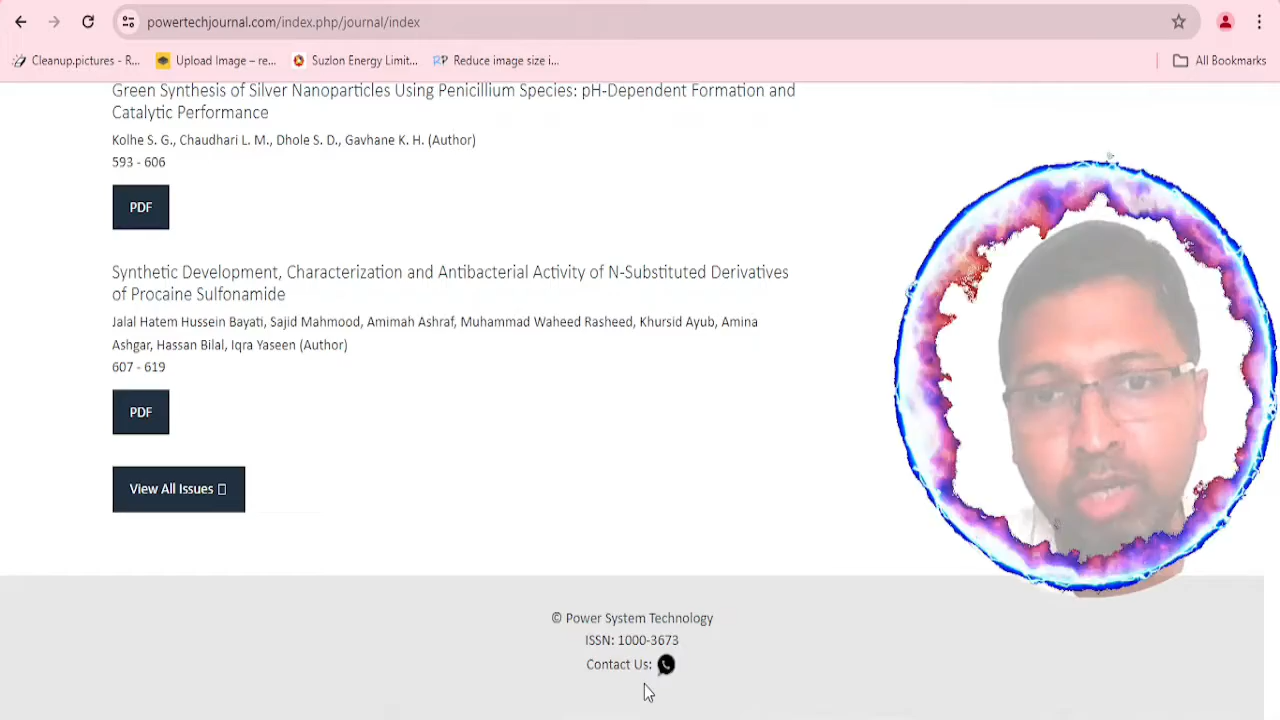 powertechjournal.com/index.php/journal/index
Cleanup.pictures - R... Upload Image – re... Suzlon Energy Limit... RP Reduce image size i... All Bookmarks
Green Synthesis of Silver Nanoparticles Using Penicillium Species: pH-Dependent Formation and
Catalytic Performance
Kolhe S. G., Chaudhari L. M., Dhole S. D., Gavhane K. H. (Author)
593 - 606
PDF
Synthetic Development, Characterization and Antibacterial Activity of N-Substituted Derivatives
of Procaine Sulfonamide
Jalal Hatem Hussein Bayati, Sajid Mahmood, Amimah Ashraf, Muhammad Waheed Rasheed, Khursid Ayub, Amina
Ashgar, Hassan Bilal, Iqra Yaseen (Author)
607 - 619
PDF
View All Issues
© Power System Technology
ISSN: 1000-3673
Contact Us: